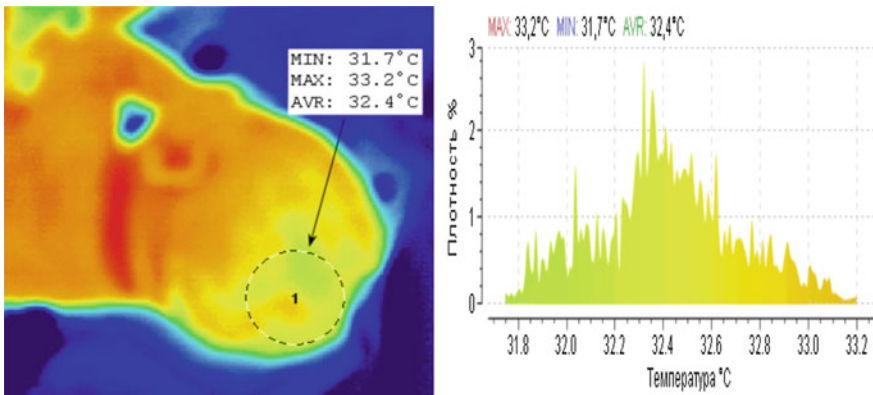 MIN: 31.7°C
MAX: 33.2°C
AVR: 32.4°C
1
MAX: 33,2°C MIN: 31,7°C AVR: 32,4°C
3
2
1
0
Плотность %
31.8 32.0 32.2 32.4 32.6 32.8 33.0 33.2
Температура °C